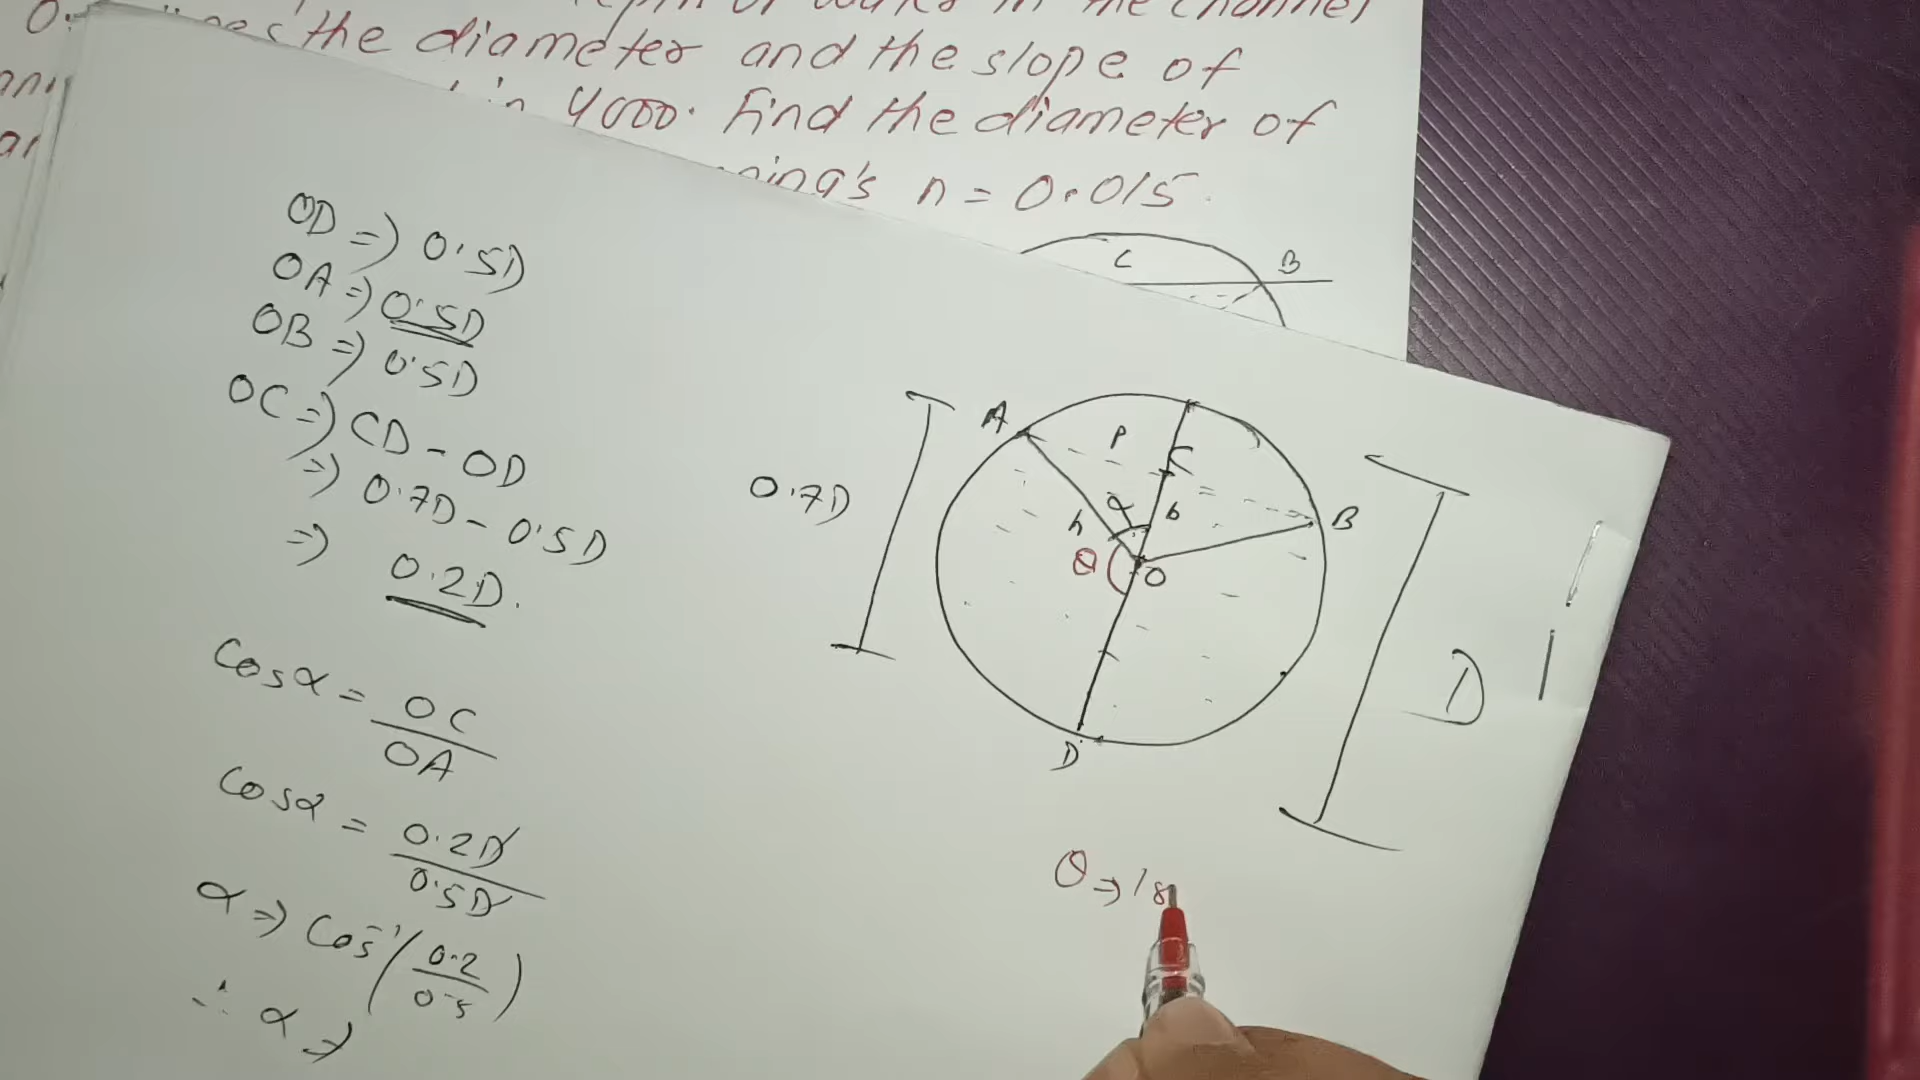 the channel
the diameter and the slope of
in 4000. Find the diameter of
n = 0.015.
C B
OD => 0.5D
OA => 0.5D
OB => 0.5D
OC => CD - OD
=> 0.7D - 0.5D
=> 0.2D.
cosα = OC / OA
cosα = 0.2D / 0.5D
α => cos⁻¹(0.2 / 0.5)
∴ α =>
0.7D
A P C
α b B
h
θ O
D
D
θ => 18